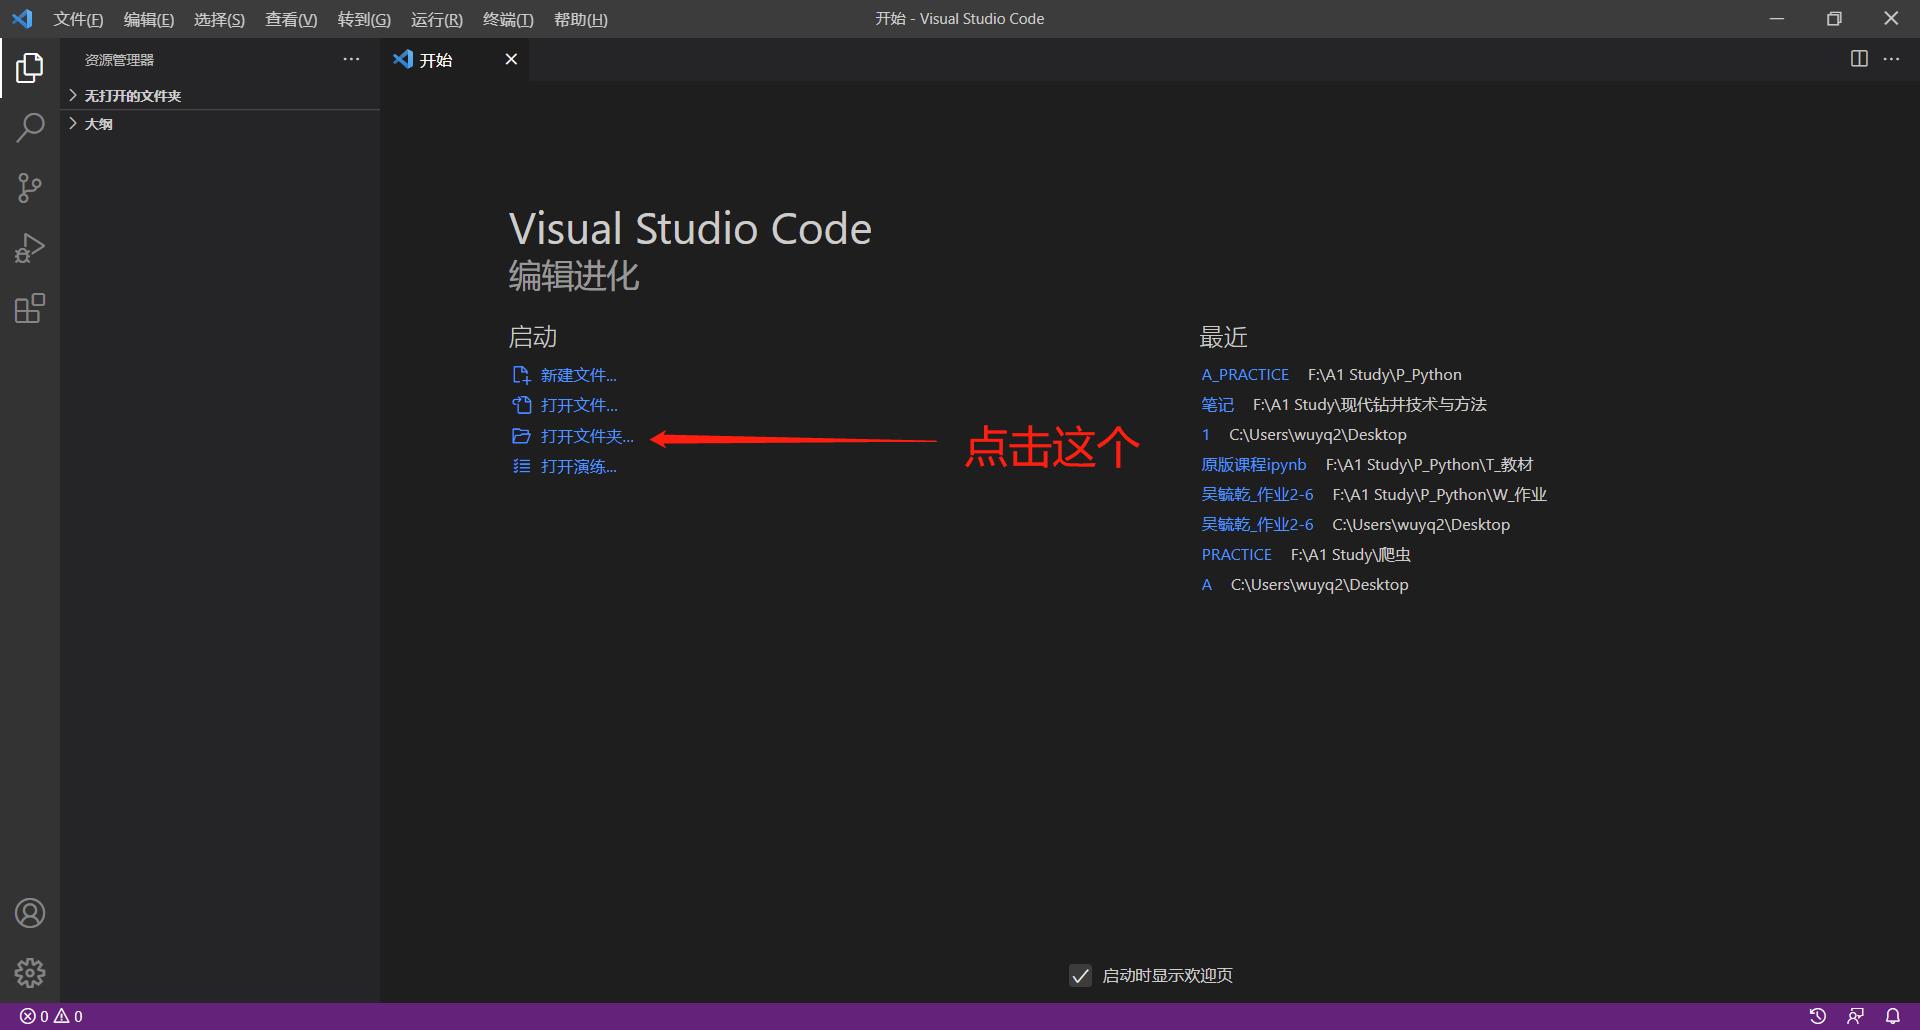 文件(F) 编辑(E) 选择(S) 查看(V) 转到(G) 运行(R) 终端(T) 帮助(H) 开始 - Visual Studio Code
资源管理器
开始
无打开的文件夹
大纲
Visual Studio Code
编辑进化
启动
新建文件...
打开文件...
打开文件夹...
打开演练...
点击这个
最近
A_PRACTICE F:\A1 Study\P_Python
笔记 F:\A1 Study\现代钻井技术与方法
1 C:\Users\wuyq2\Desktop
原版课程ipynb F:\A1 Study\P_Python\T_教材
吴毓乾_作业2-6 F:\A1 Study\P_Python\W_作业
吴毓乾_作业2-6 C:\Users\wuyq2\Desktop
PRACTICE F:\A1 Study\爬虫
A C:\Users\wuyq2\Desktop
启动时显示欢迎页
0 0